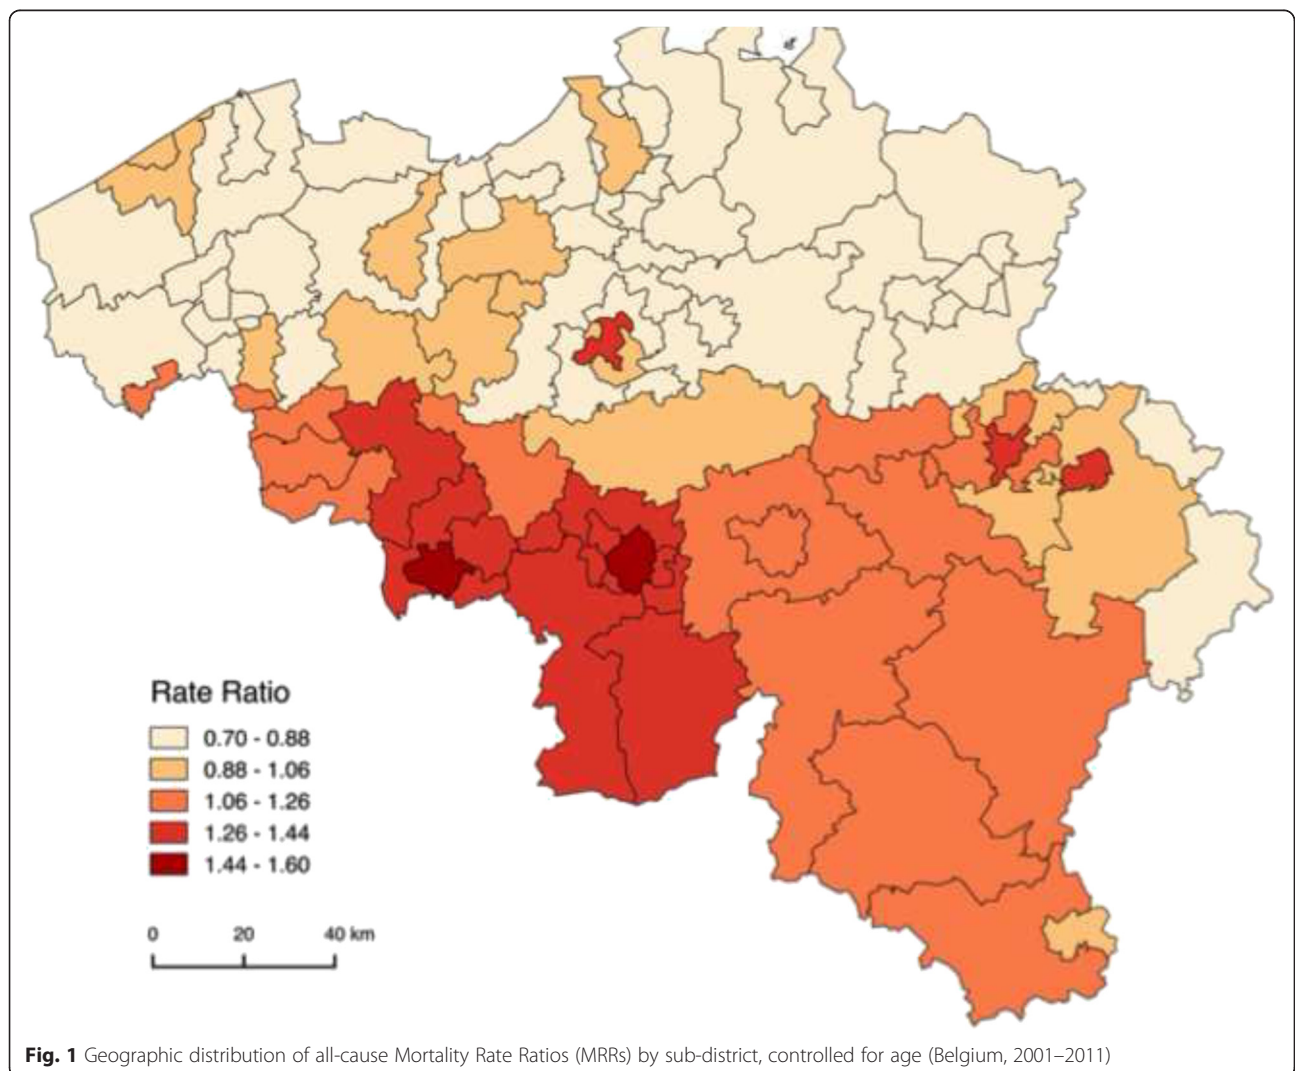 Rate Ratio
0.70 - 0.88
0.88 - 1.06
1.06 - 1.26
1.26 - 1.44
1.44 - 1.60
0 20 40 km
Fig. 1 Geographic distribution of all-cause Mortality Rate Ratios (MRRs) by sub-district, controlled for age (Belgium, 2001–2011)